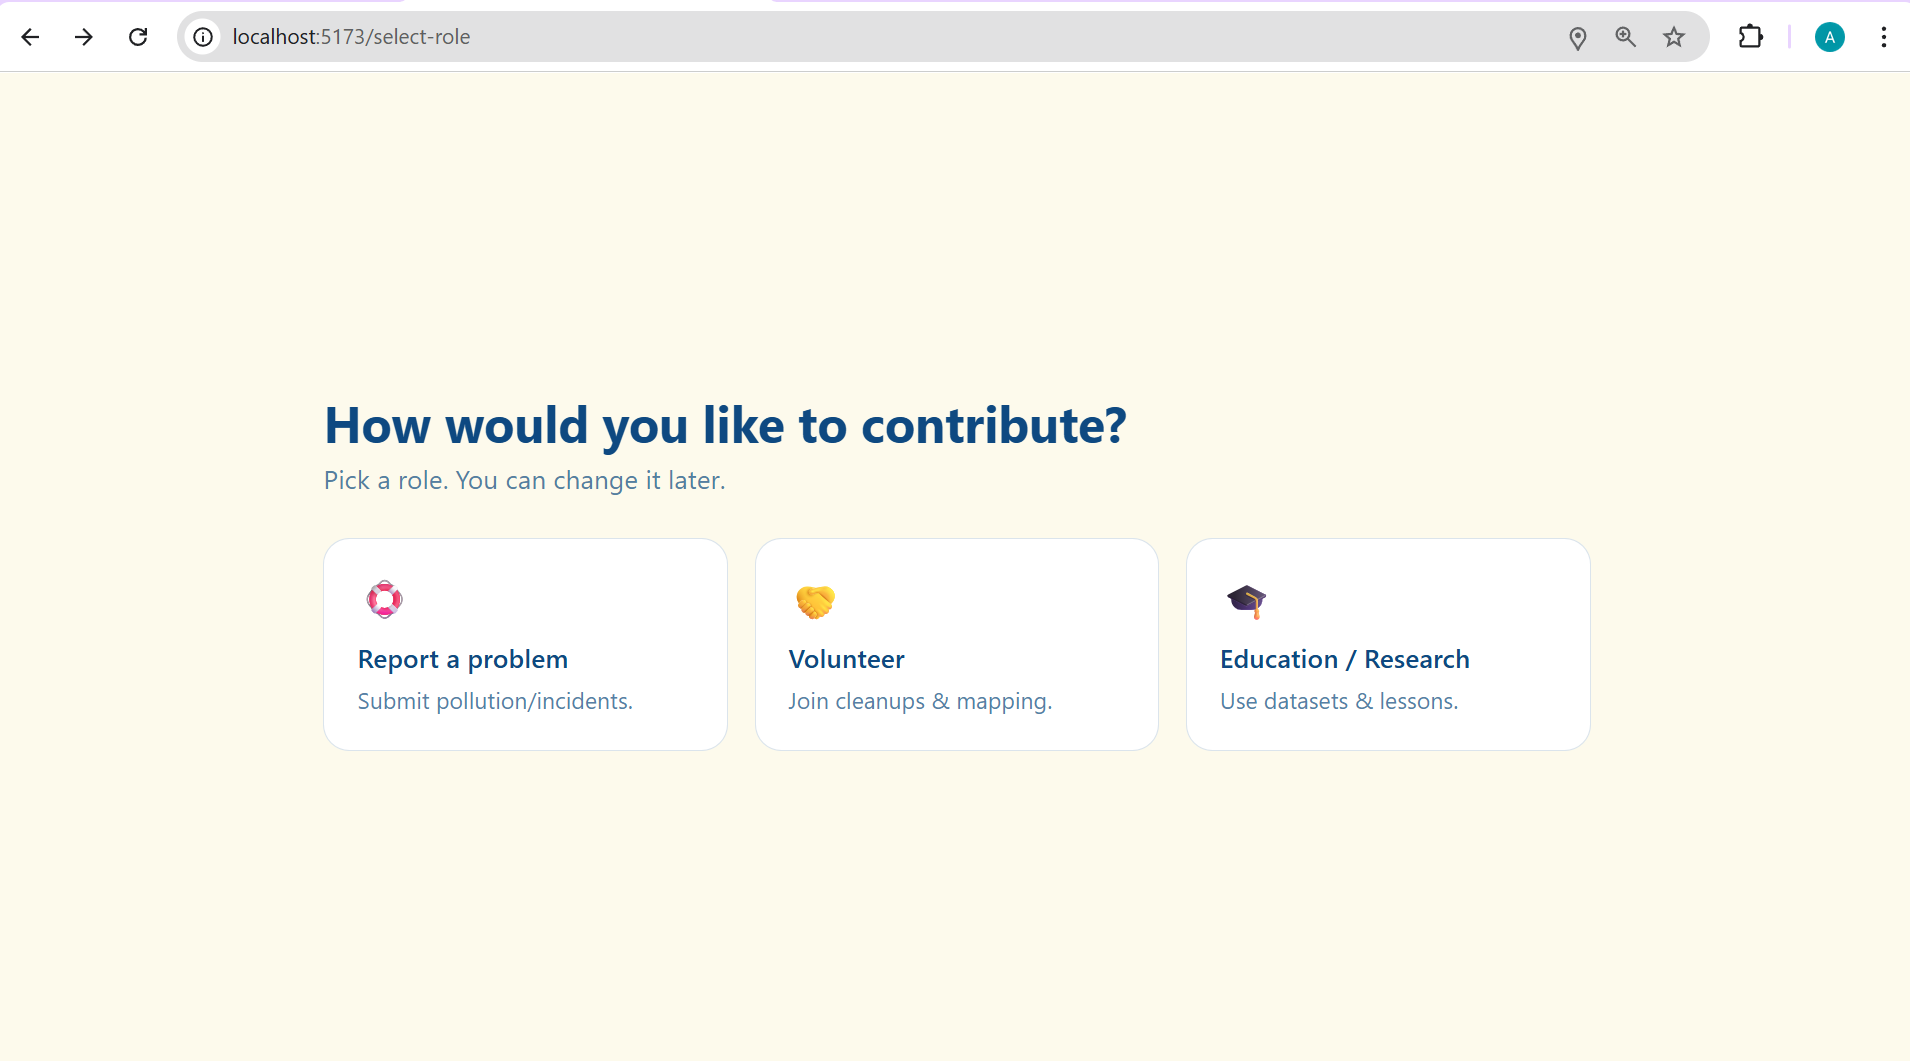 localhost:5173/select-role
A
How would you like to contribute?
Pick a role. You can change it later.
Report a problem
Submit pollution/incidents.
Volunteer
Join cleanups & mapping.
Education / Research
Use datasets & lessons.